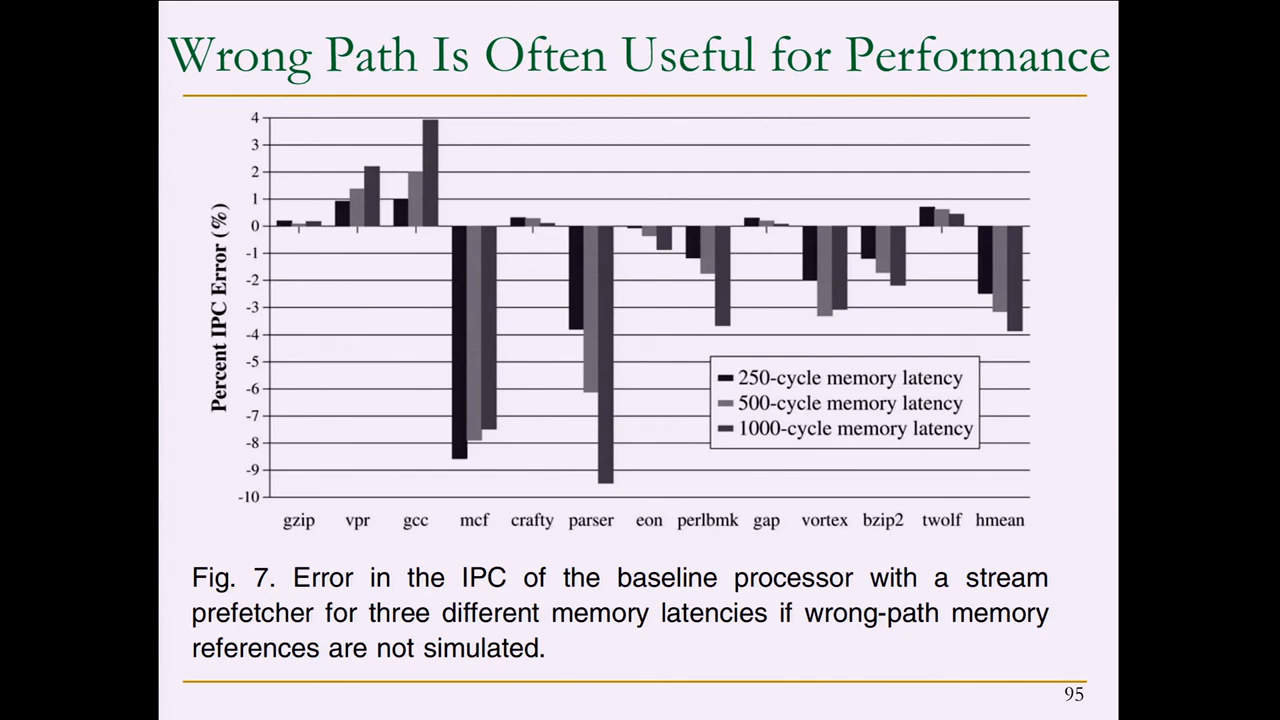 Wrong Path Is Often Useful for Performance
4
3
2
1
0
-1
-2
-3
-4
-5
-6
-7
-8
-9
-10
Percent IPC Error (%)
250-cycle memory latency
500-cycle memory latency
1000-cycle memory latency
gzip vpr gcc mcf crafty parser eon perlbmk gap vortex bzip2 twolf hmean
Fig. 7. Error in the IPC of the baseline processor with a stream
prefetcher for three different memory latencies if wrong-path memory
references are not simulated.
95